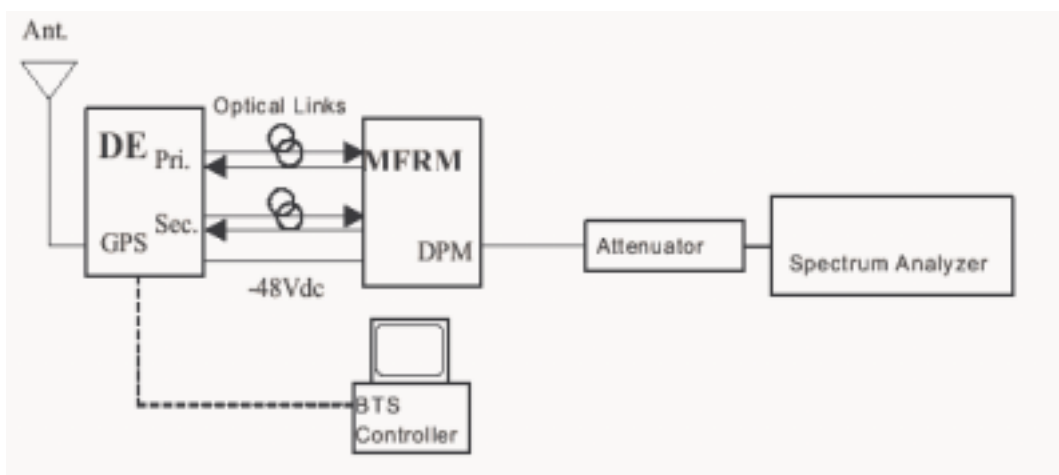 Ant.
Optical Links
DE
Pri.
MFRM
Sec.
GPS
DPM
Attenuator
Spectrum Analyzer
-48Vdc
BTS
Controller